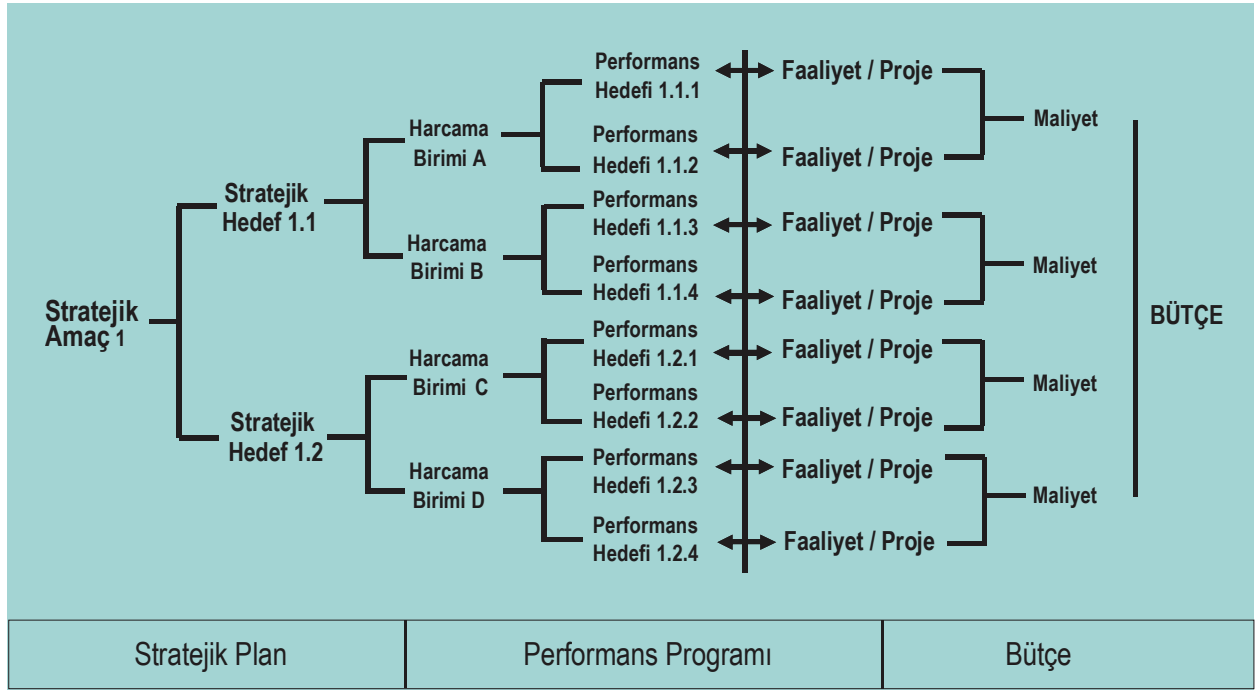 Stratejik
Amaç 1
Stratejik
Hedef 1.1
Stratejik
Hedef 1.2
Harcama
Birimi A
Harcama
Birimi B
Harcama
Birimi C
Harcama
Birimi D
Performans
Hedefi 1.1.1
Performans
Hedefi 1.1.2
Performans
Hedefi 1.1.3
Performans
Hedefi 1.1.4
Performans
Hedefi 1.2.1
Performans
Hedefi 1.2.2
Performans
Hedefi 1.2.3
Performans
Hedefi 1.2.4
Faaliyet / Proje
Faaliyet / Proje
Faaliyet / Proje
Faaliyet / Proje
Faaliyet / Proje
Faaliyet / Proje
Faaliyet / Proje
Faaliyet / Proje
Maliyet
Maliyet
Maliyet
Maliyet
BÜTÇE
Stratejik Plan
Performans Programı
Bütçe